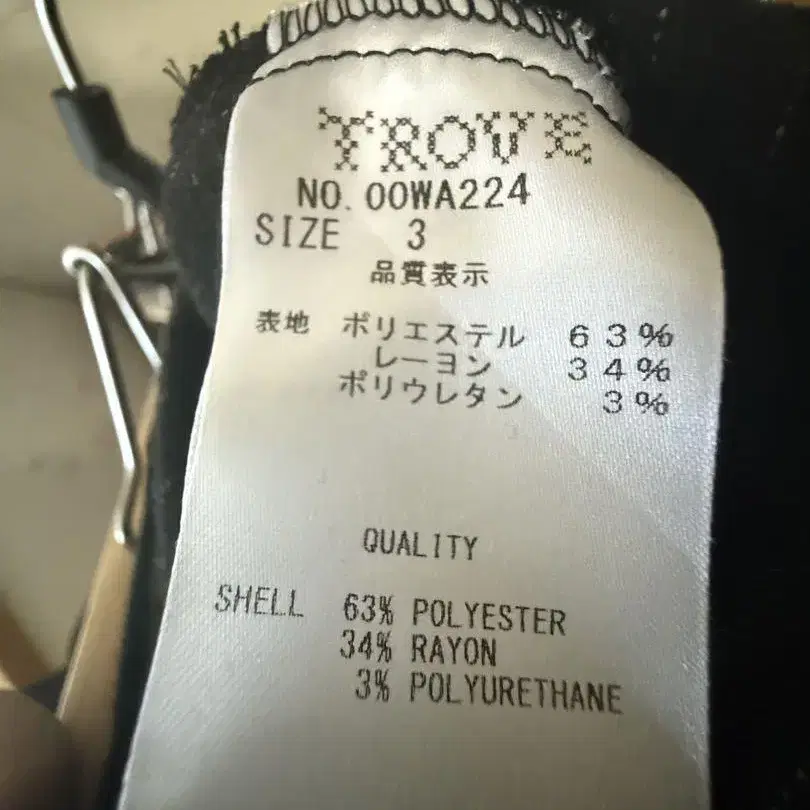 TROVE
NO. 00WA224
SIZE 3
品質表示
表地 ポリエステル 63%
レーヨン 34%
ポリウレタン 3%
QUALITY
SHELL 63% POLYESTER
34% RAYON
3% POLYURETHANE